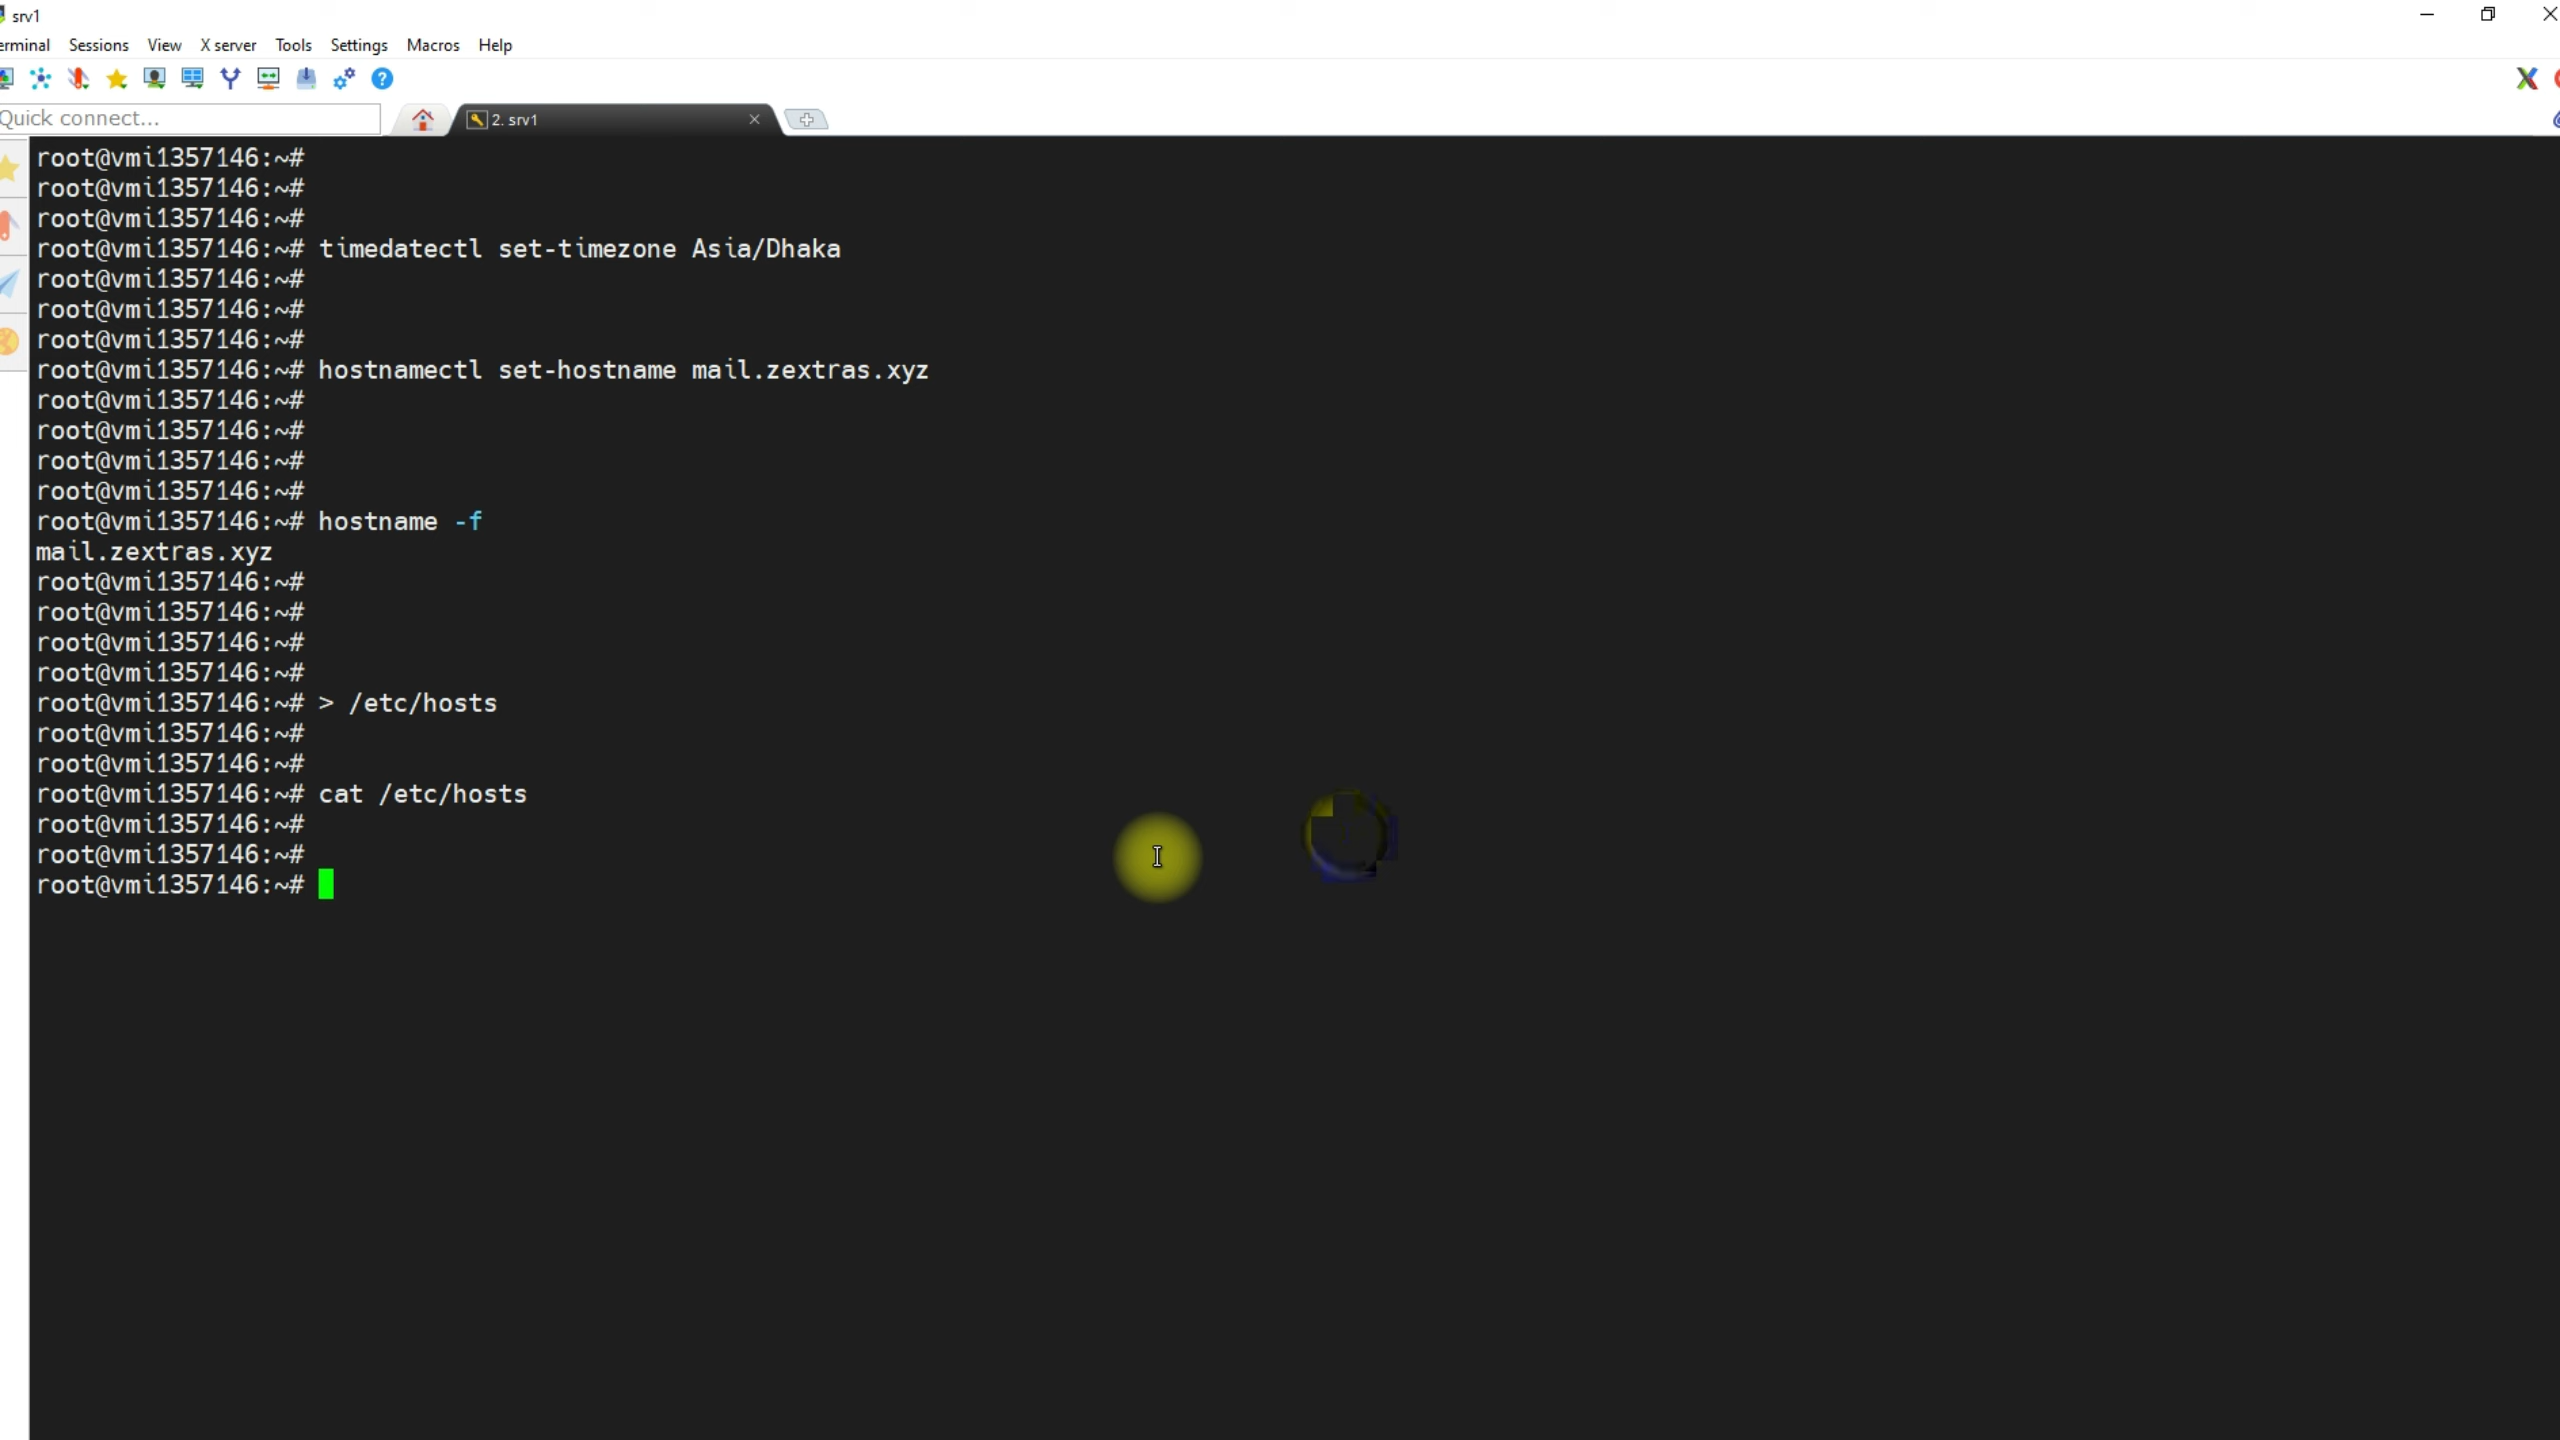 srv1
erminal Sessions View X server Tools Settings Macros Help
Quick connect...
2. srv1
root@vmi1357146:~#
root@vmi1357146:~#
root@vmi1357146:~#
root@vmi1357146:~# timedatectl set-timezone Asia/Dhaka
root@vmi1357146:~#
root@vmi1357146:~#
root@vmi1357146:~#
root@vmi1357146:~# hostnamectl set-hostname mail.zextras.xyz
root@vmi1357146:~#
root@vmi1357146:~#
root@vmi1357146:~#
root@vmi1357146:~#
root@vmi1357146:~# hostname -f
mail.zextras.xyz
root@vmi1357146:~#
root@vmi1357146:~#
root@vmi1357146:~#
root@vmi1357146:~#
root@vmi1357146:~# > /etc/hosts
root@vmi1357146:~#
root@vmi1357146:~#
root@vmi1357146:~# cat /etc/hosts
root@vmi1357146:~#
root@vmi1357146:~#
root@vmi1357146:~#